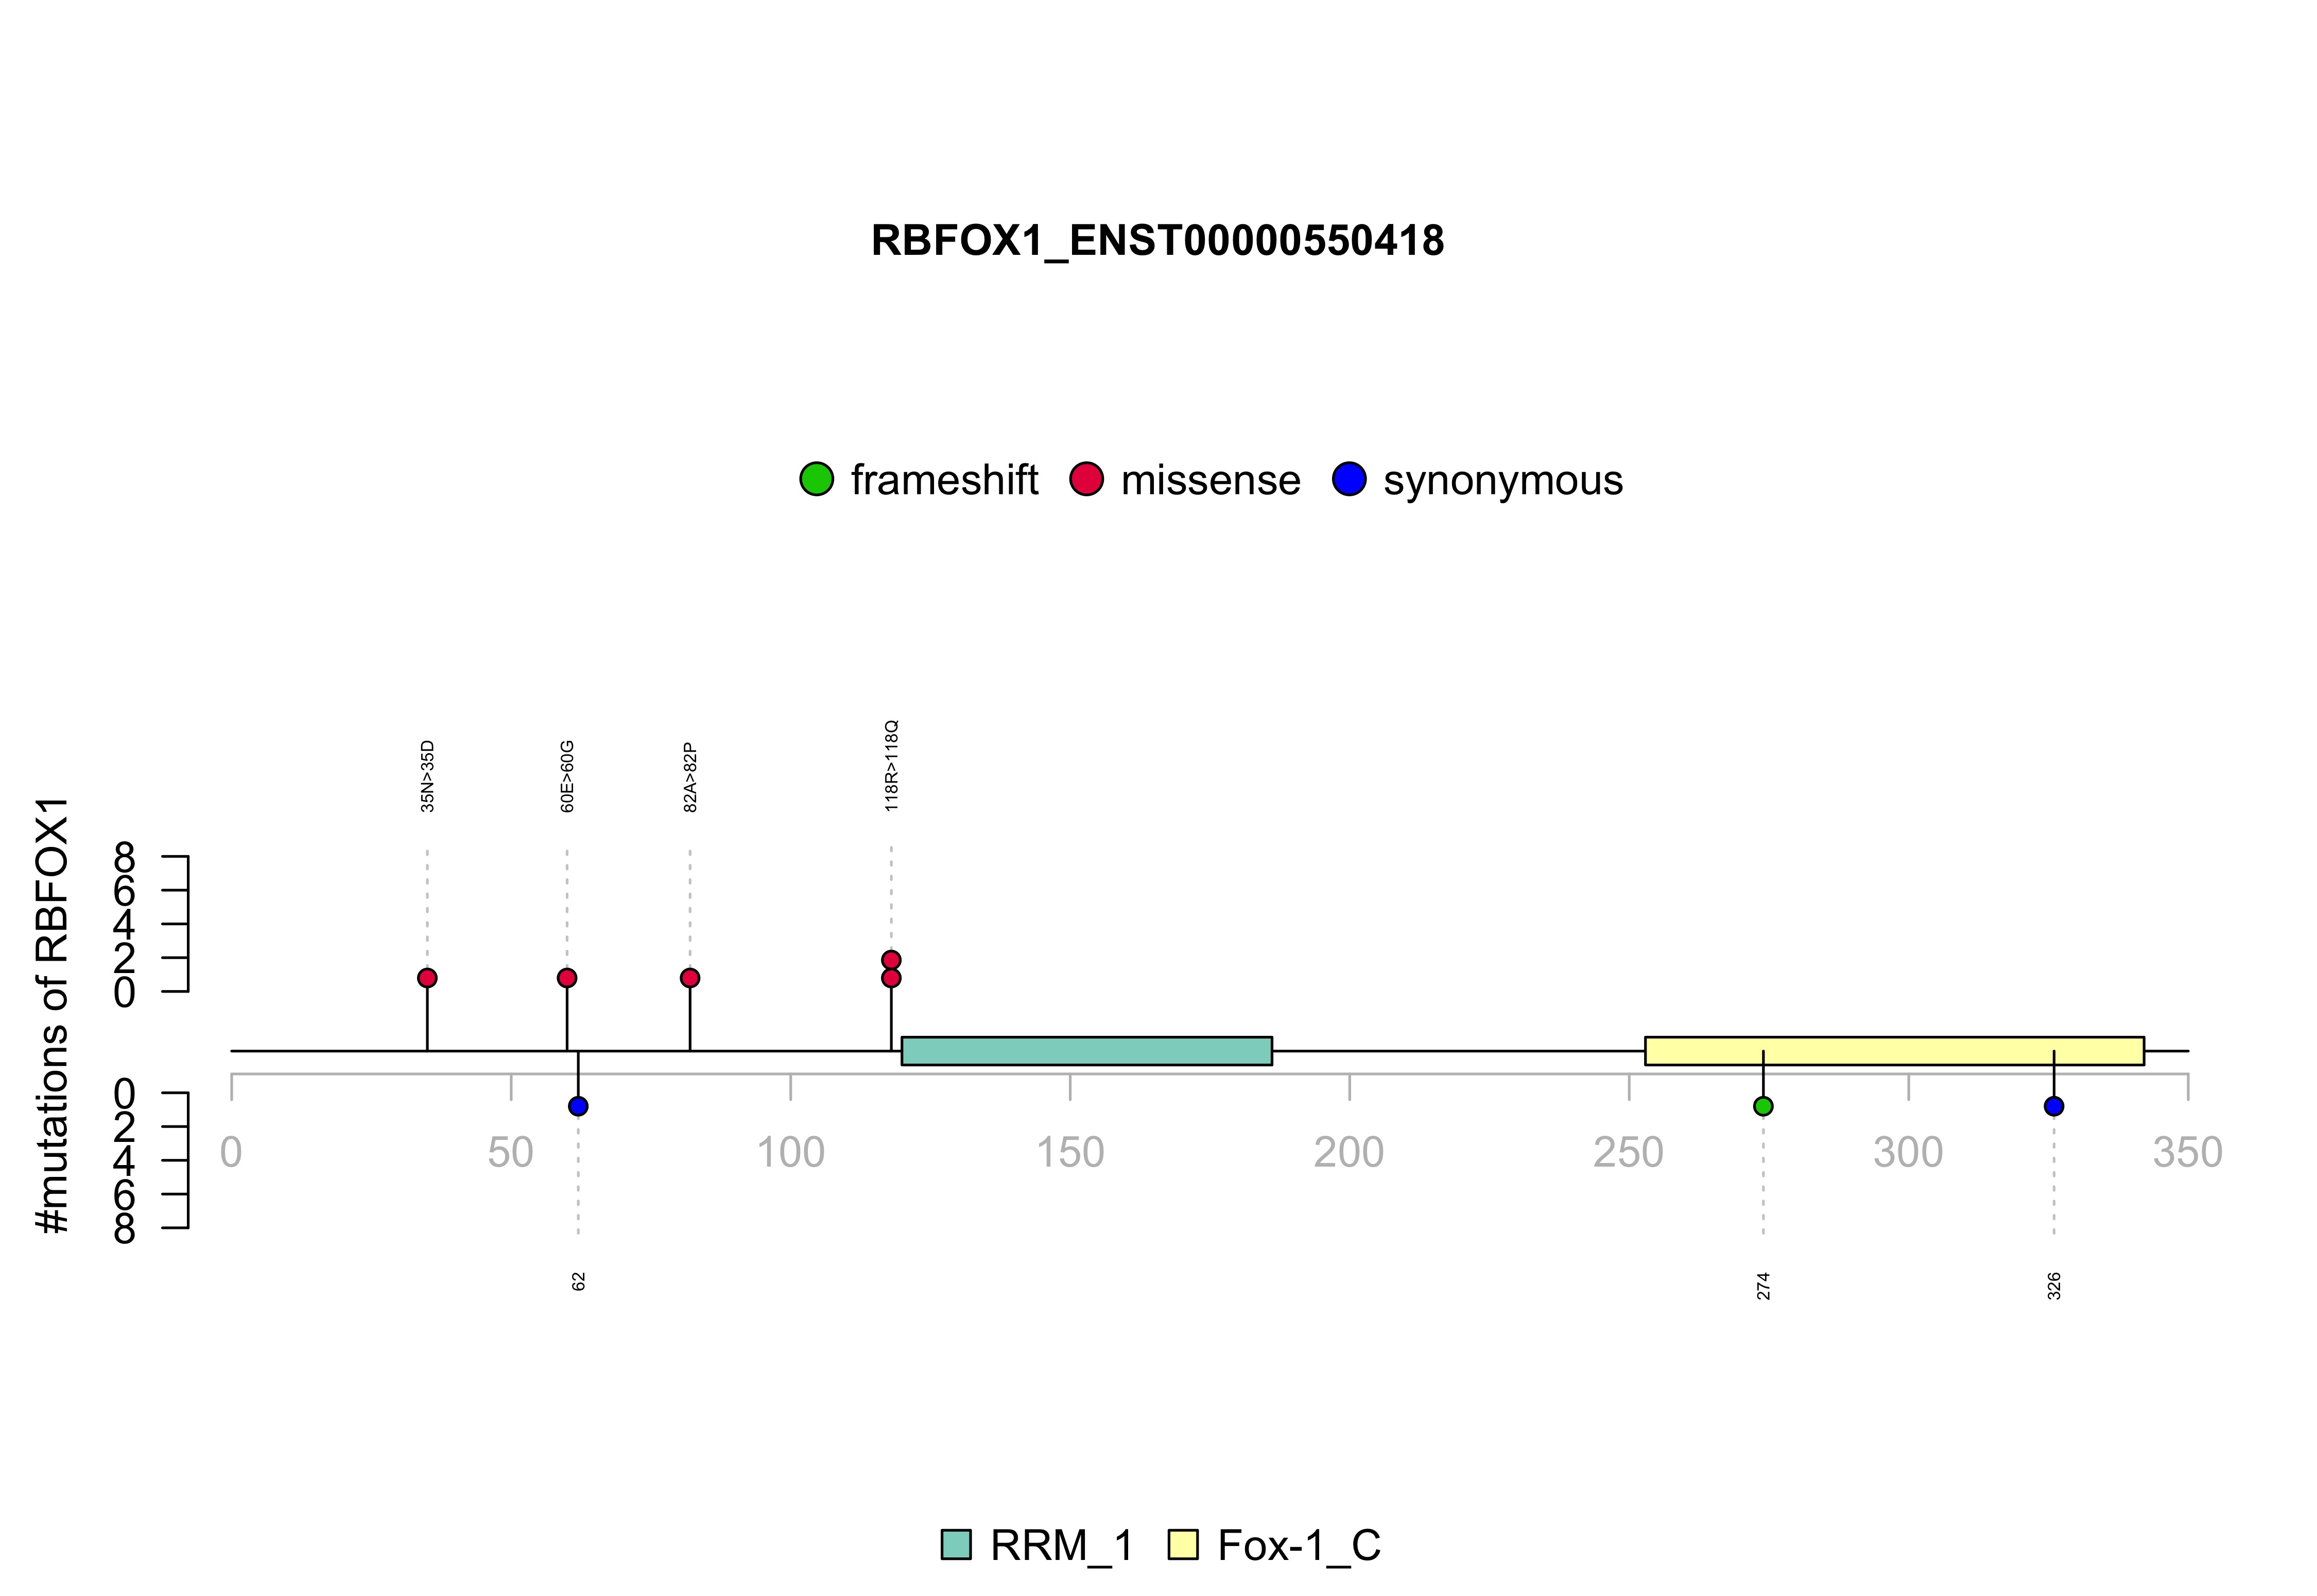 RBFOX1_ENST00000550418
frameshift missense synonymous
35N>35D
60E>60G
82A>82P
118R>118Q
#mutations of RBFOX1
8
6
4
2
0
0
2
4
6
8
0 50 100 150 200 250 300 350
62
274
326
RRM_1 Fox-1_C